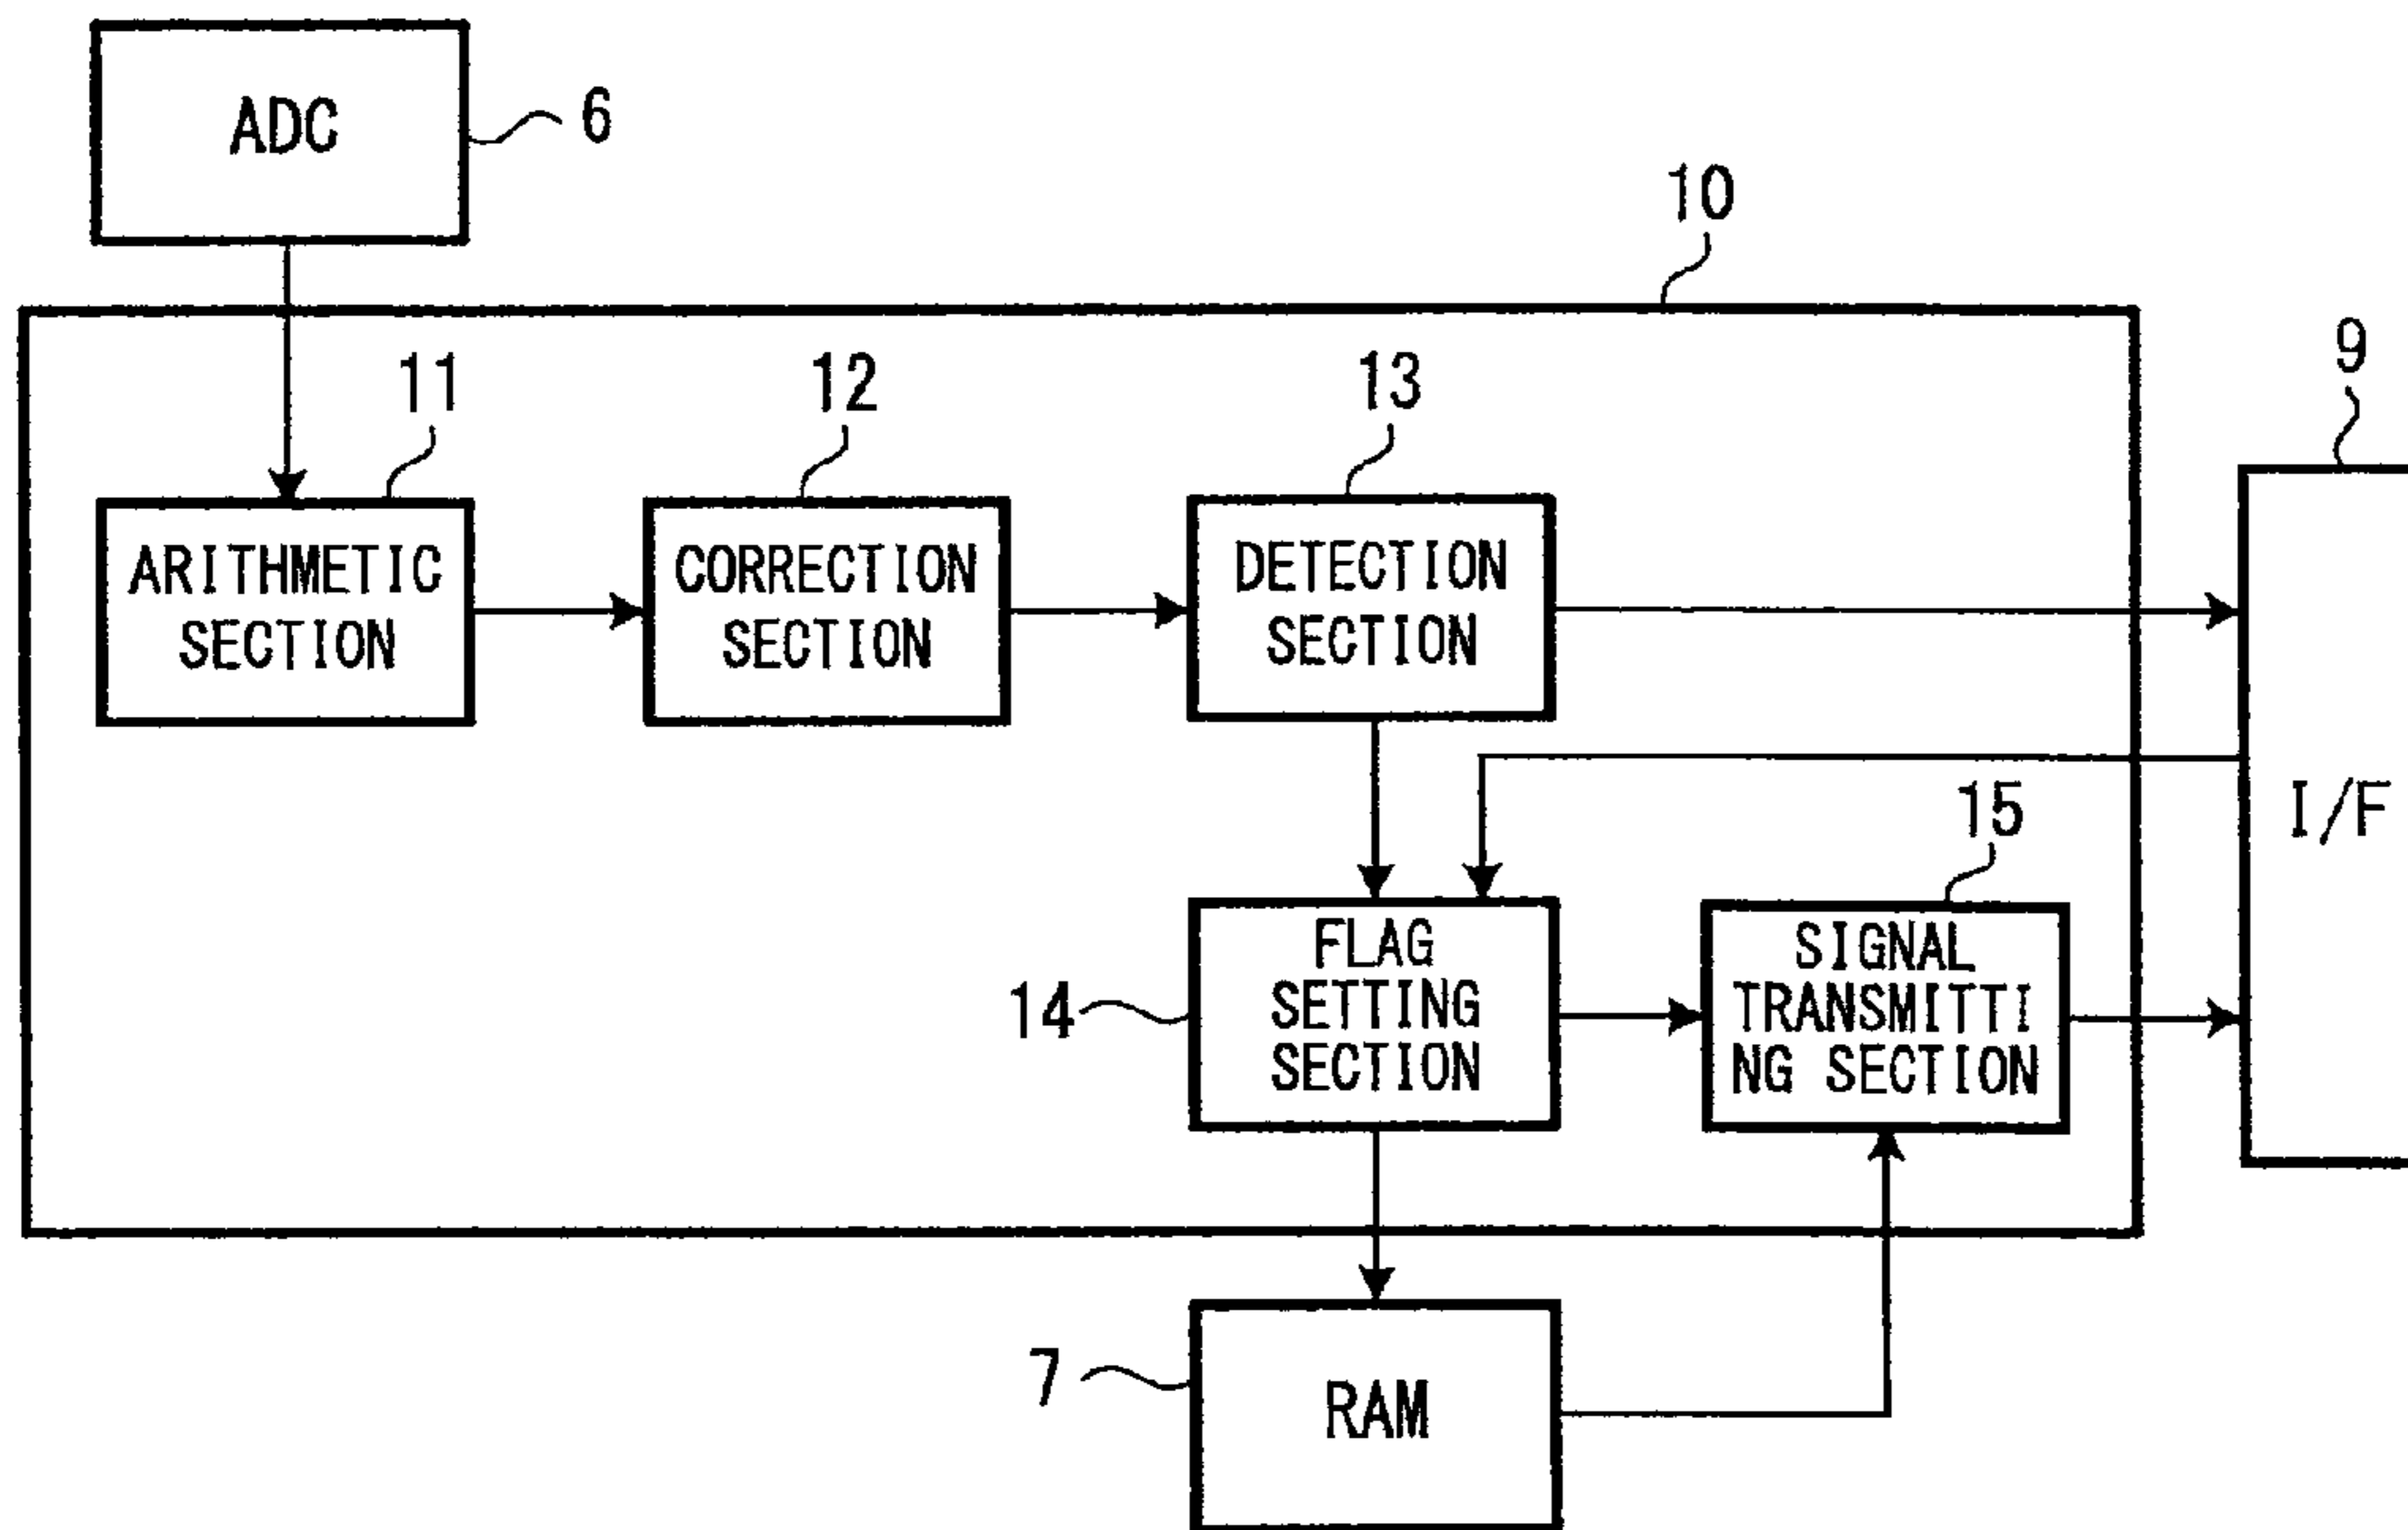 ADC
6
10
11
12
13
9
ARITHMETIC
SECTION
CORRECTION
SECTION
DETECTION
SECTION
I/F
15
14
FLAG
SETTING
SECTION
SIGNAL
TRANSMITTI
NG SECTION
7
RAM